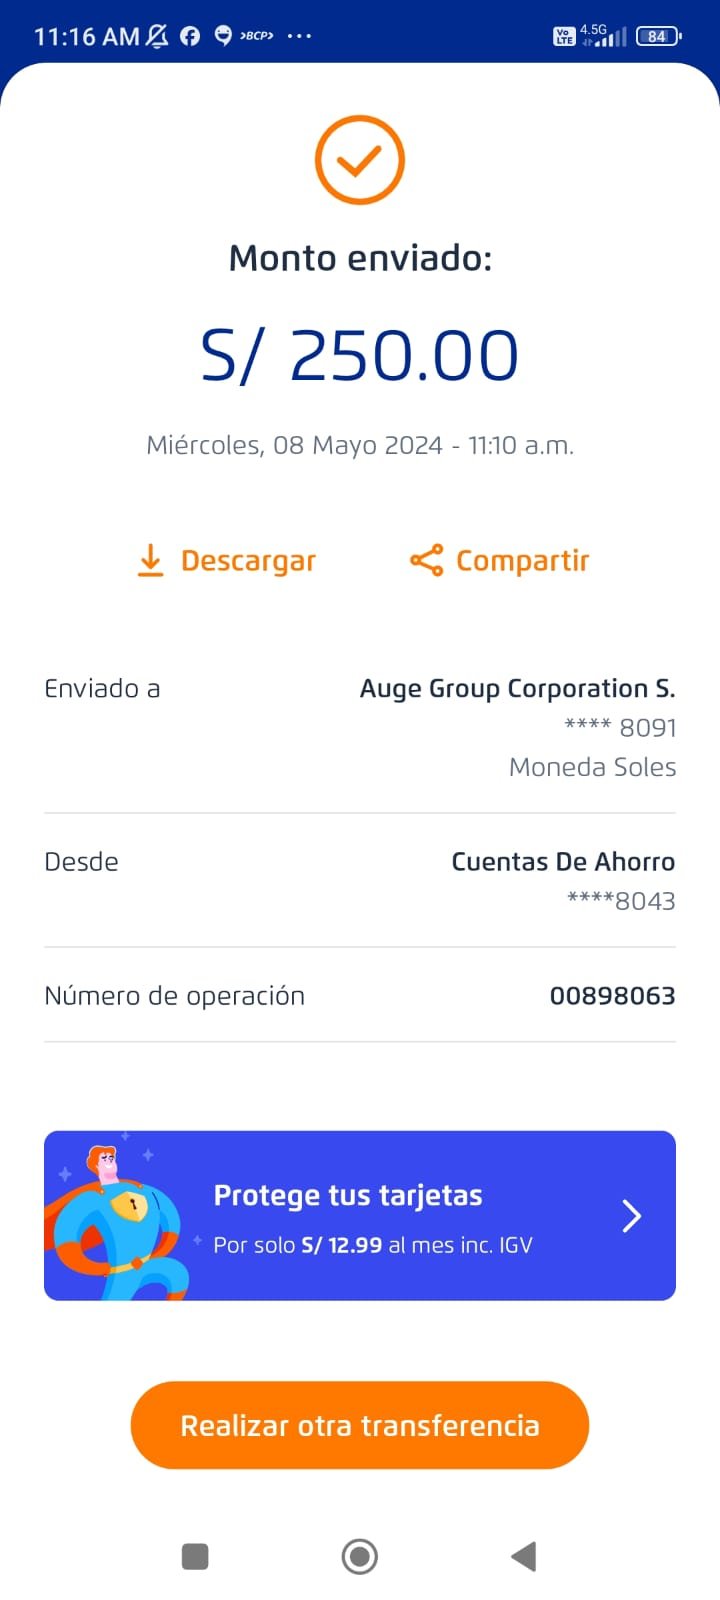 11:16 AM >BCP> ...
Vo LTE 4.5G 84
Monto enviado:
S/ 250.00
Miércoles, 08 Mayo 2024 - 11:10 a.m.
Descargar Compartir
Enviado a Auge Group Corporation S.
**** 8091
Moneda Soles
Desde Cuentas De Ahorro
****8043
Número de operación 00898063
Protege tus tarjetas
Por solo S/ 12.99 al mes inc. IGV
Realizar otra transferencia